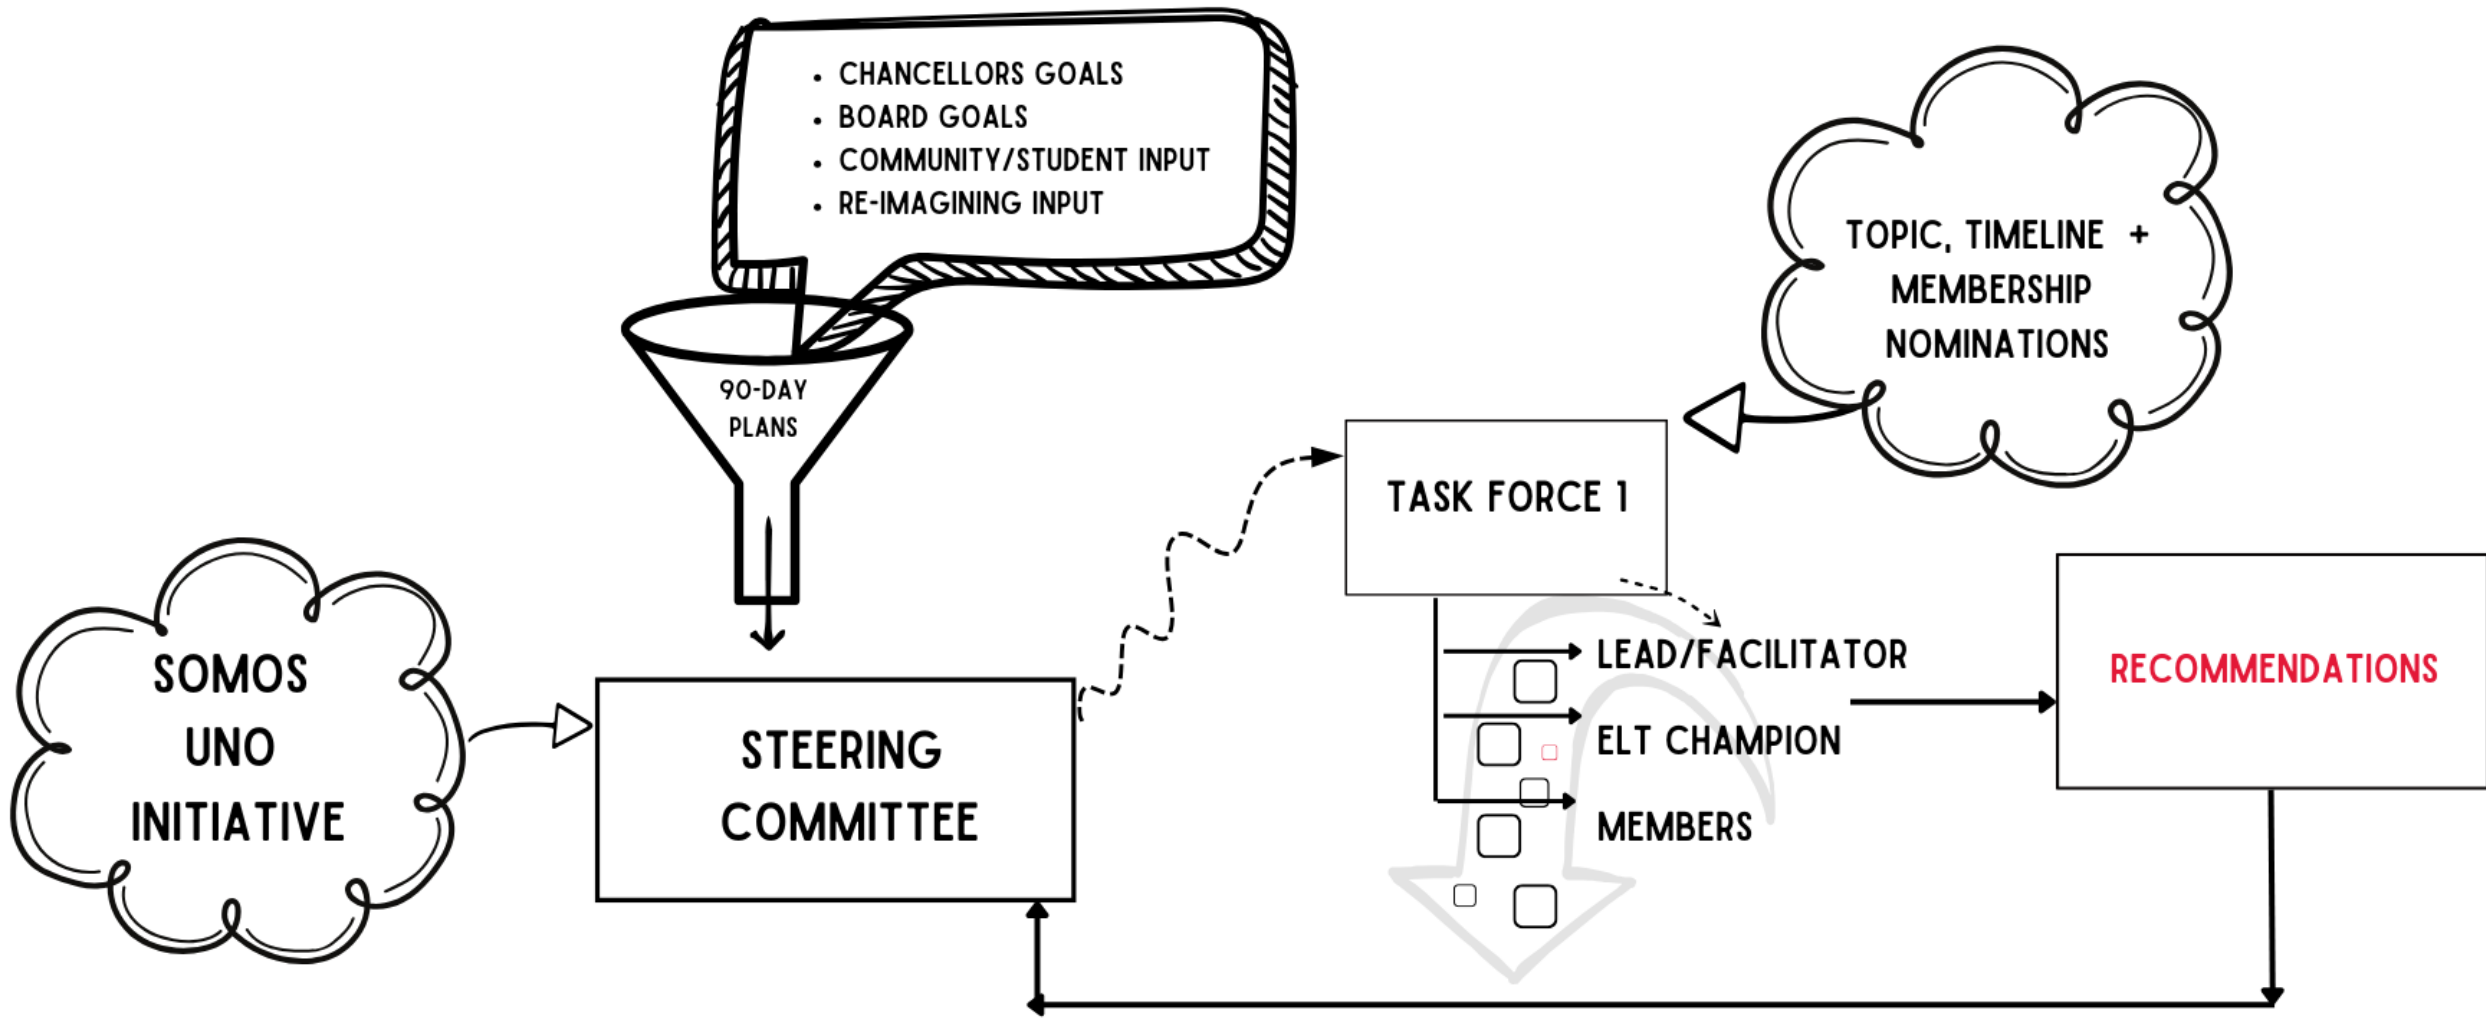 • CHANCELLORS GOALS
• BOARD GOALS
• COMMUNITY/STUDENT INPUT
• RE-IMAGINING INPUT
90-DAY
PLANS
TOPIC, TIMELINE +
MEMBERSHIP
NOMINATIONS
SOMOS
UNO
INITIATIVE
STEERING
COMMITTEE
TASK FORCE 1
LEAD/FACILITATOR
ELT CHAMPION
MEMBERS
RECOMMENDATIONS